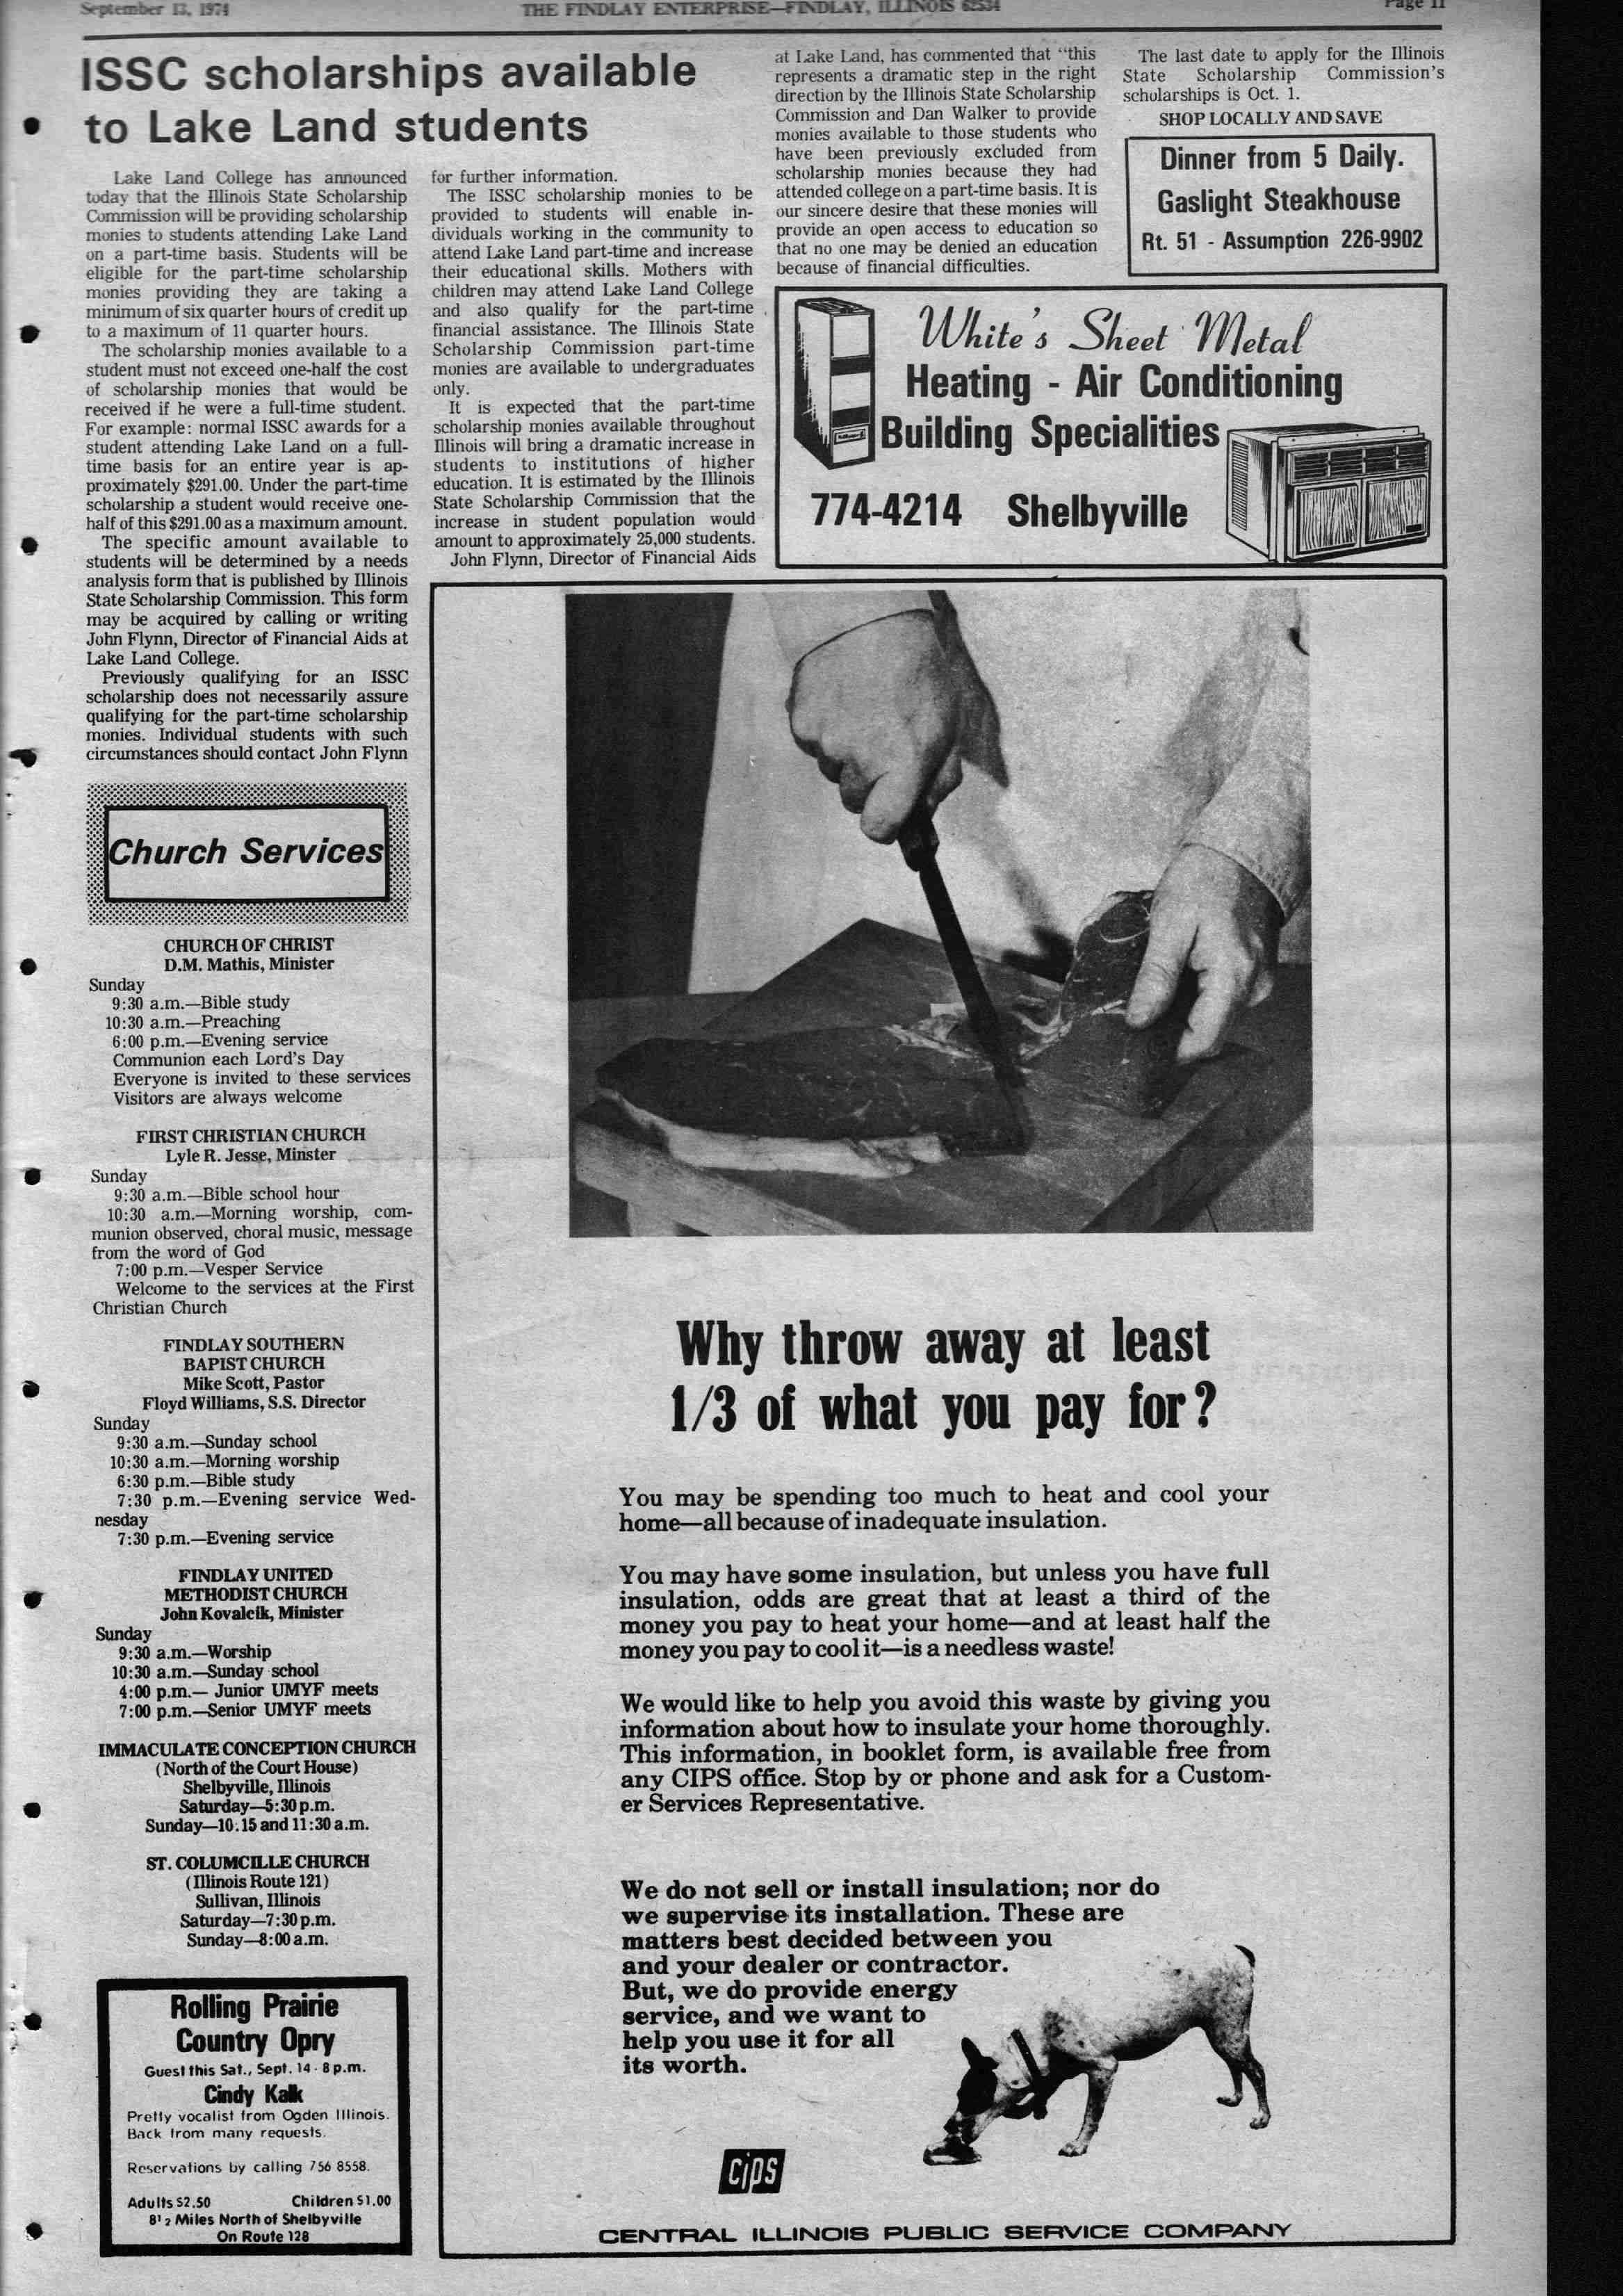 September 13, 1974
THE FINDLAY ENTERPRISE—FINDLAY, ILLINOIS 62534
Page 11
ISSC scholarships available
to Lake Land students
Lake Land College has announced
today that the Illinois State Scholarship
Commission will be providing scholarship
monies to students attending Lake Land
on a part-time basis. Students will be
eligible for the part-time scholarship
monies providing they are taking a
minimum of six quarter hours of credit up
to a maximum of 11 quarter hours.
The scholarship monies available to a
student must not exceed one-half the cost
of scholarship monies that would be
received if he were a full-time student.
For example: normal ISSC awards for a
student attending Lake Land on a full-
time basis for an entire year is ap-
proximately $291.00. Under the part-time
scholarship a student would receive one-
half of this $291.00 as a maximum amount.
The specific amount available to
students will be determined by a needs
analysis form that is published by Illinois
State Scholarship Commission. This form
may be acquired by calling or writing
John Flynn, Director of Financial Aids at
Lake Land College.
Previously qualifying for an ISSC
scholarship does not necessarily assure
qualifying for the part-time scholarship
monies. Individual students with such
circumstances should contact John Flynn
for further information.
The ISSC scholarship monies to be
provided to students will enable in-
dividuals working in the community to
attend Lake Land part-time and increase
their educational skills. Mothers with
children may attend Lake Land College
and also qualify for the part-time
financial assistance. The Illinois State
Scholarship Commission part-time
monies are available to undergraduates
only.
It is expected that the part-time
scholarship monies available throughout
Illinois will bring a dramatic increase in
students to institutions of higher
education. It is estimated by the Illinois
State Scholarship Commission that the
increase in student population would
amount to approximately 25,000 students.
John Flynn, Director of Financial Aids
at Lake Land, has commented that "this
represents a dramatic step in the right
direction by the Illinois State Scholarship
Commission and Dan Walker to provide
monies available to those students who
have been previously excluded from
scholarship monies because they had
attended college on a part-time basis. It is
our sincere desire that these monies will
provide an open access to education so
that no one may be denied an education
because of financial difficulties.
The last date to apply for the Illinois
State Scholarship Commission's
scholarships is Oct. 1.
SHOP LOCALLY AND SAVE
Dinner from 5 Daily.
Gaslight Steakhouse
Rt. 51 - Assumption 226-9902
White's Sheet Metal
Heating - Air Conditioning
Building Specialities
774-4214 Shelbyville
Church Services
CHURCH OF CHRIST
D.M. Mathis, Minister
Sunday
9:30 a.m.—Bible study
10:30 a.m.—Preaching
6:00 p.m.—Evening service
Communion each Lord's Day
Everyone is invited to these services
Visitors are always welcome
FIRST CHRISTIAN CHURCH
Lyle R. Jesse, Minster
Sunday
9:30 a.m.—Bible school hour
10:30 a.m.—Morning worship, com-
munion observed, choral music, message
from the word of God
7:00 p.m.—Vesper Service
Welcome to the services at the First
Christian Church
FINDLAY SOUTHERN
BAPIST CHURCH
Mike Scott, Pastor
Floyd Williams, S.S. Director
Sunday
9:30 a.m.—Sunday school
10:30 a.m.—Morning worship
6:30 p.m.—Bible study
7:30 p.m.—Evening service Wed-
nesday
7:30 p.m.—Evening service
FINDLAY UNITED
METHODIST CHURCH
John Kovalcik, Minister
Sunday
9:30 a.m.—Worship
10:30 a.m.—Sunday school
4:00 p.m.— Junior UMYF meets
7:00 p.m.—Senior UMYF meets
IMMACULATE CONCEPTION CHURCH
(North of the Court House)
Shelbyville, Illinois
Saturday—5:30 p.m.
Sunday—10:15 and 11:30 a.m.
ST. COLUMCILLE CHURCH
(Illinois Route 121)
Sullivan, Illinois
Saturday—7:30 p.m.
Sunday—8:00 a.m.
Rolling Prairie
Country Opry
Guest this Sat., Sept. 14 - 8 p.m.
Cindy Kalk
Pretty vocalist from Ogden Illinois.
Back from many requests.
Reservations by calling 756 8558.
Adults $2.50 Children $1.00
8½ Miles North of Shelbyville
On Route 128
Why throw away at least
1/3 of what you pay for?
You may be spending too much to heat and cool your
home—all because of inadequate insulation.
You may have some insulation, but unless you have full
insulation, odds are great that at least a third of the
money you pay to heat your home—and at least half the
money you pay to cool it—is a needless waste!
We would like to help you avoid this waste by giving you
information about how to insulate your home thoroughly.
This information, in booklet form, is available free from
any CIPS office. Stop by or phone and ask for a Custom-
er Services Representative.
We do not sell or install insulation; nor do
we supervise its installation. These are
matters best decided between you
and your dealer or contractor.
But, we do provide energy
service, and we want to
help you use it for all
its worth.
CIPS
CENTRAL ILLINOIS PUBLIC SERVICE COMPANY